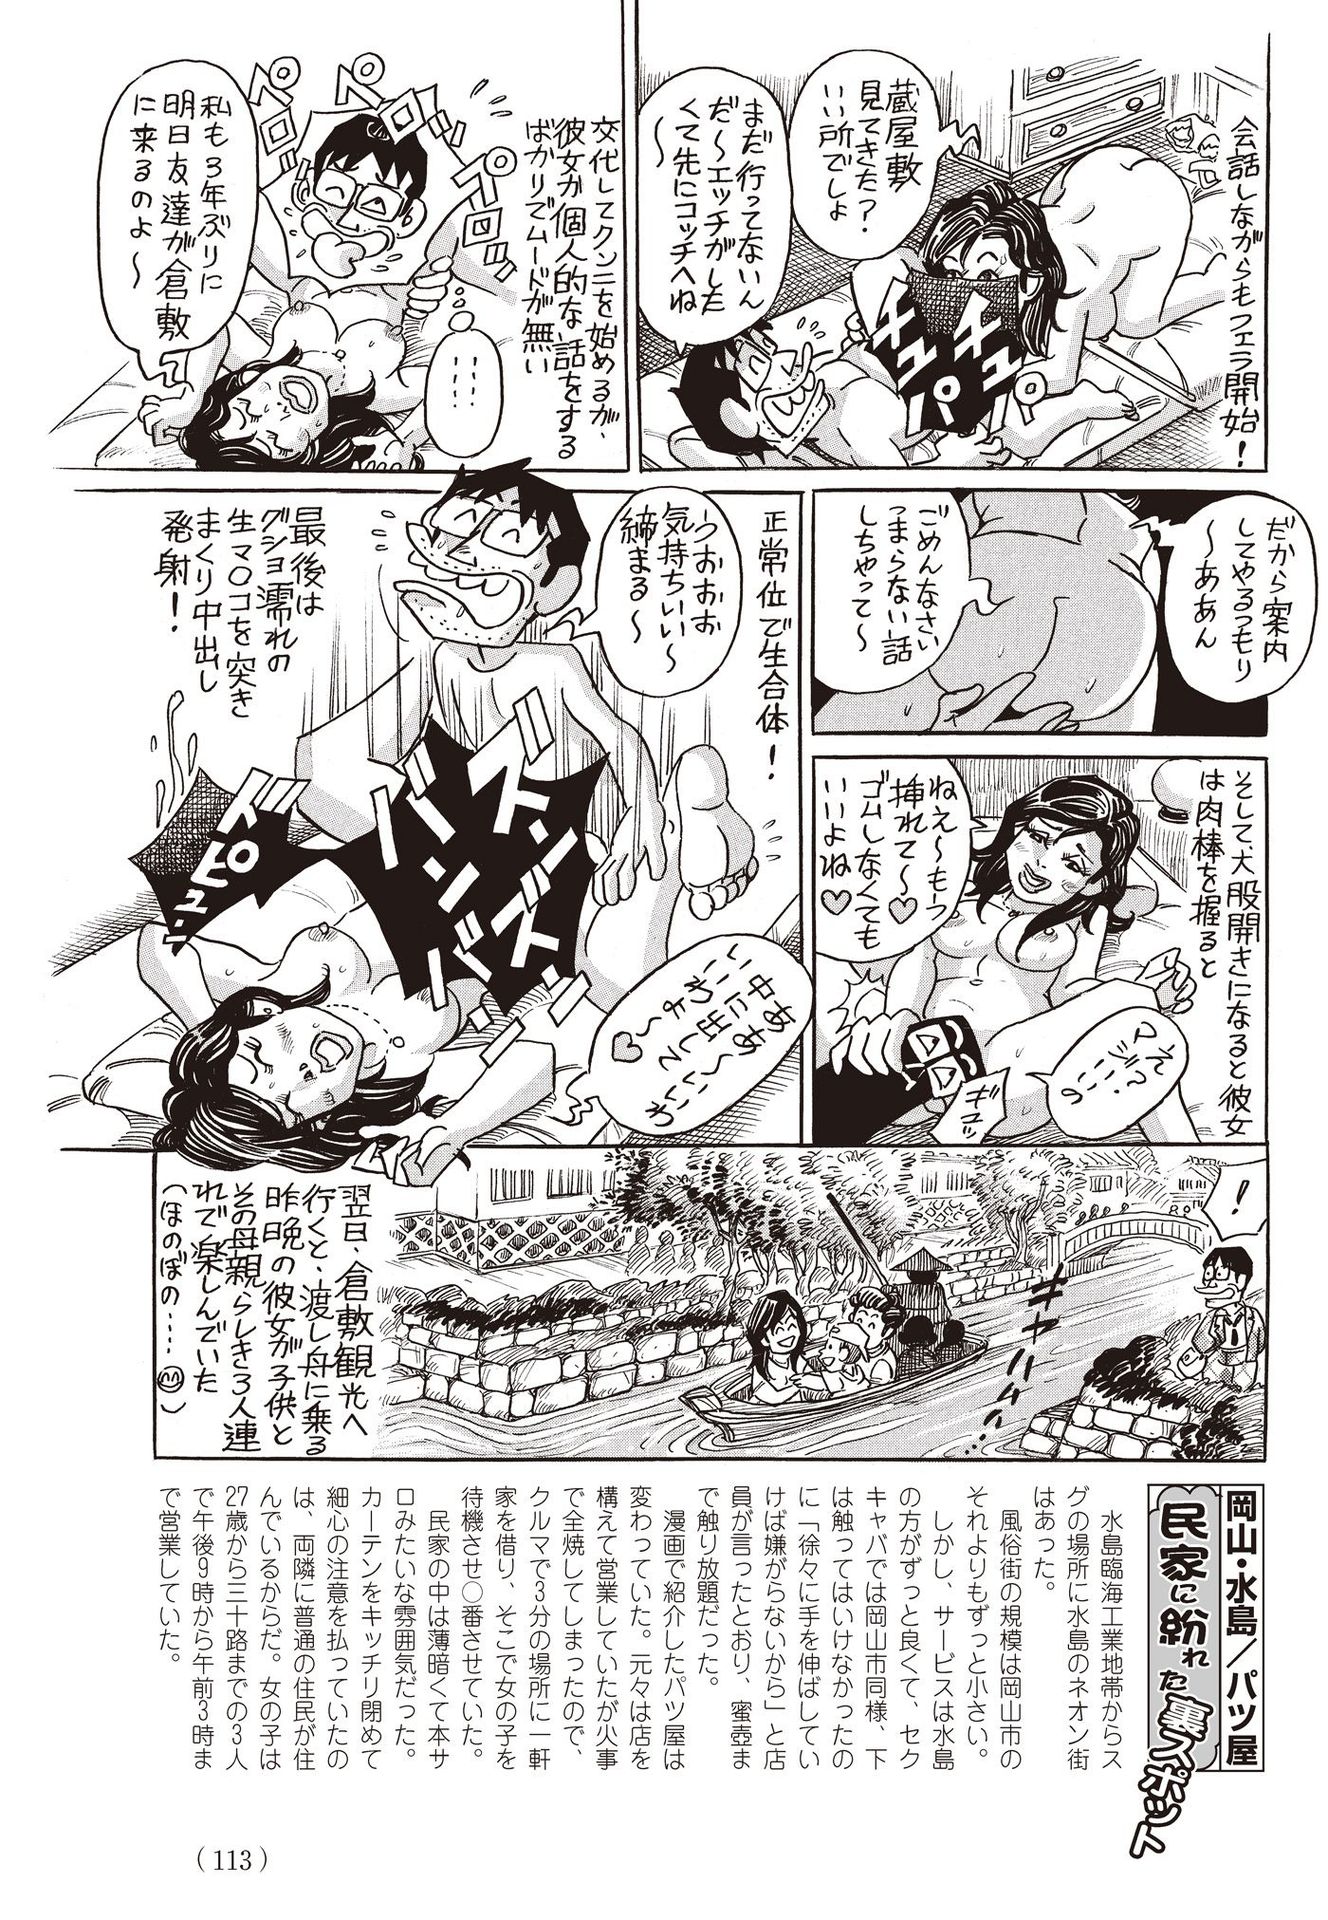 会話しながらもフェラ開始！
蔵屋敷
見てきた？
いい所でしょ
まだ行ってないん
だ～エッチがした
くて先にコッチへね
～
チュパ
チュパ
交代してクンニを始めるが、
彼女が個人的な話をする
ばかりでムードが無い
ペロペロ
ペロペロ
……
私も3年ぶりに
明日友達が倉敷
に来るのよ～
だから案内
してやるつもり
～ああん
ごめんなさい
つまらない話
しちゃって～
そして、大股開きになると彼女
は肉棒を握ると
ねえ～もう
挿れて～♡
ゴムしなくても
いいよね♡
えっ？
マジ…
いいの
ギュッ
正常位で生合体！
うおおお
気持ちいい～
締まる～
ズンズン
バンバン
ああ～いいわ
中に出して
いいわよ～
♡
最後は
グショ濡れの
生マ〇コを突き
まくり中出し
発射！
ドピュ
！
翌日、倉敷観光へ
行くと、渡し舟に乗る
昨晩の彼女が子供と
その母親らしき3人連
れで楽しんでいた
（ほのぼの……）
岡山・水島／パツ屋
民家に紛れた裏スポット
水島臨海工業地帯からス
グの場所に水島のネオン街
はあった。
風俗街の規模は岡山市の
それよりもずっと小さい。
しかし、サービスは水島
の方がずっと良くて、セク
キャバでは岡山市同様、下
は触ってはいけなかったの
に「徐々に手を伸ばしてい
けば嫌がらないから」と店
員が言ったとおり、蜜壺ま
で触り放題だった。
漫画で紹介したパツ屋は
変わっていた。元々は店を
構えて営業していたが火事
で全焼してしまったので、
クルマで3分の場所に一軒
家を借り、そこで女の子を
待機させ〇番させていた。
民家の中は薄暗くて本サ
ロみたいな雰囲気だった。
カーテンをキッチリ閉めて
細心の注意を払っていたの
は、両隣に普通の住民が住
んでいるからだ。女の子は
27歳から三十路までの3人
で午後9時から午前3時ま
で営業していた。
（113）